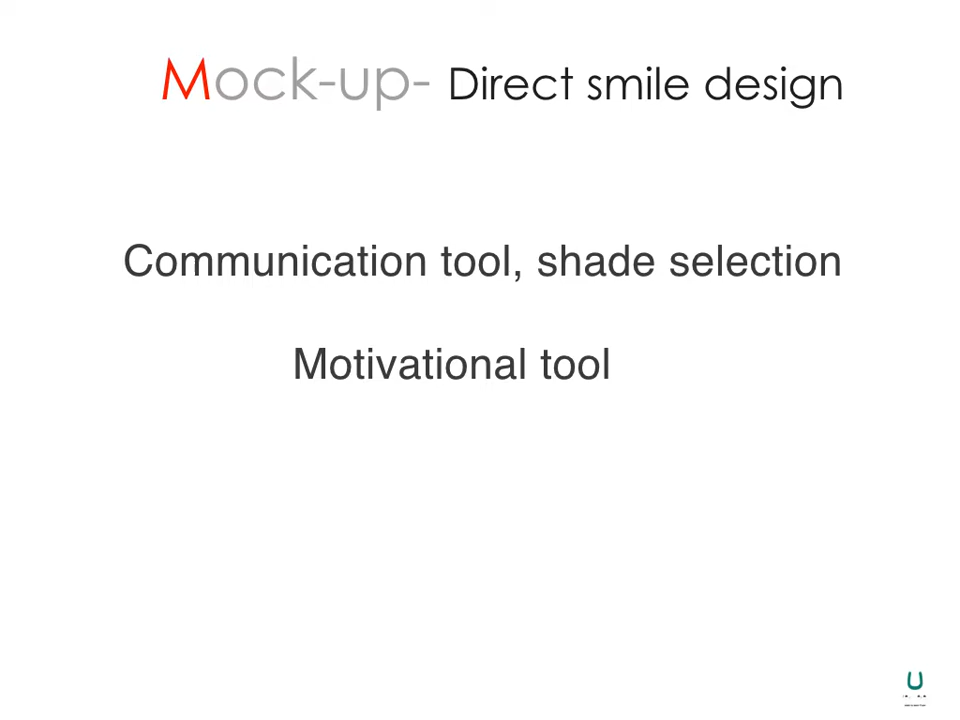 Mock-up- Direct smile design
Communication tool, shade selection
Motivational tool